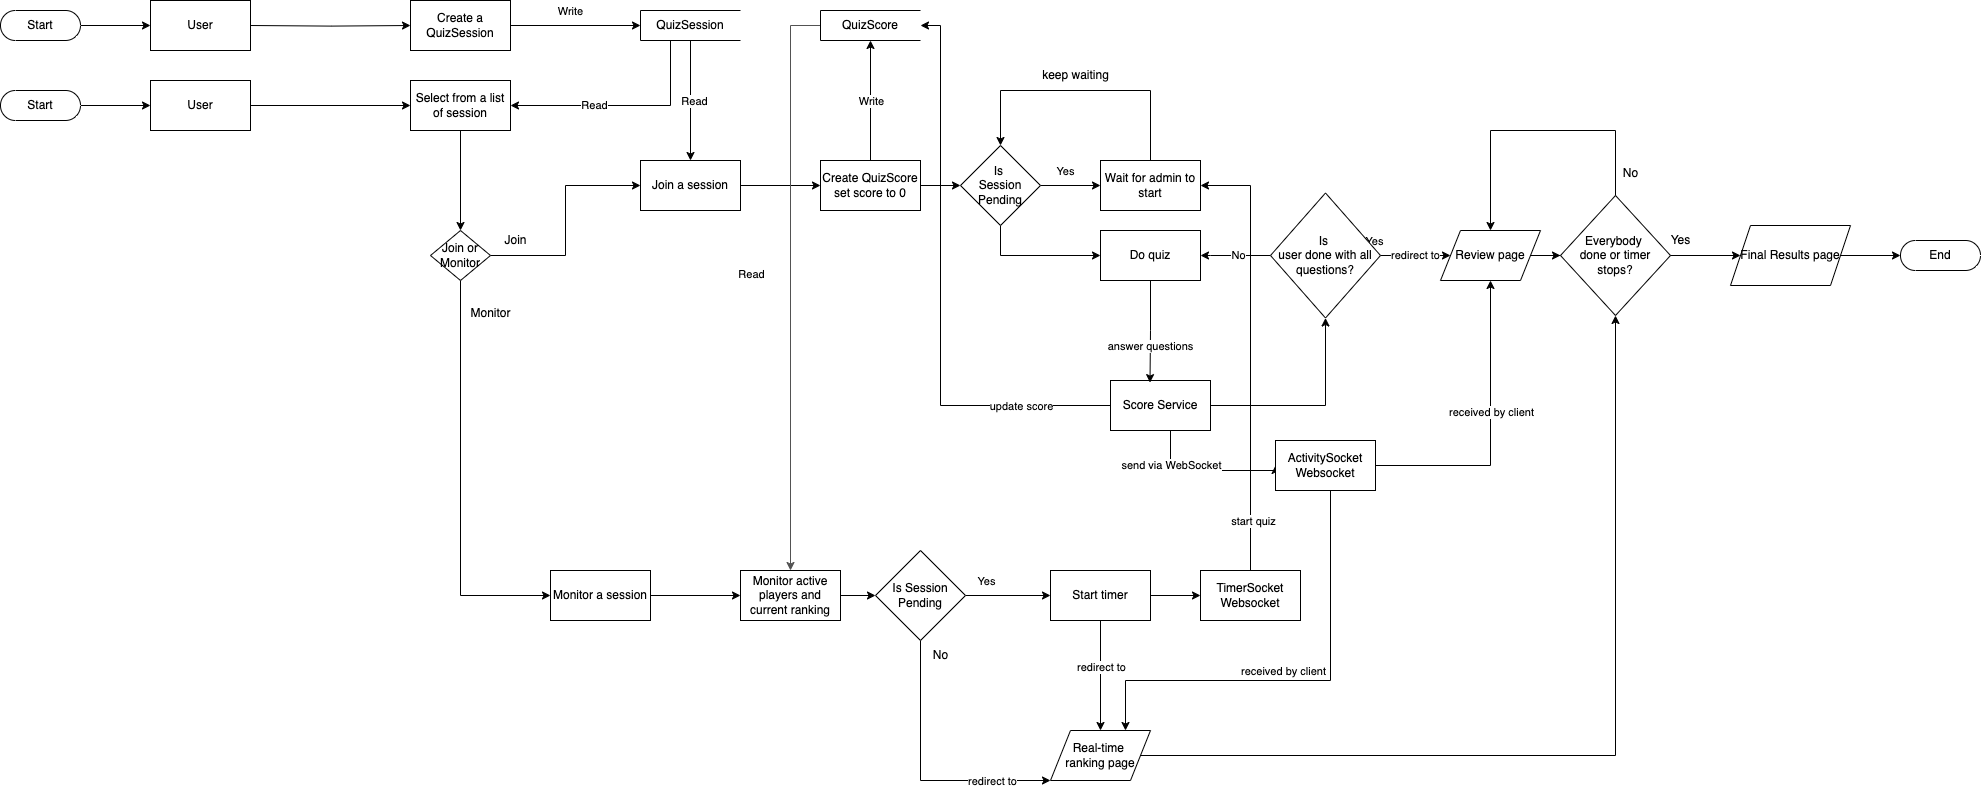 Start
User
Create a
QuizSession
Write
QuizSession
QuizScore
Start
User
Select from a list
of session
Read
Read
Write
keep waiting
Join a session
Create QuizScore
set score to 0
Is
Session
Pending
Yes
Wait for admin to
start
No
Join or
Monitor
Join
Read
Do quiz
No
Is
user done with all
questions?
Yes
redirect to
Review page
Everybody
done or timer
stops?
Yes
Final Results page
End
Monitor
answer questions
update score
Score Service
received by client
send via WebSocket
ActivitySocket
Websocket
start quiz
Monitor a session
Monitor active
players and
current ranking
Is Session
Pending
Yes
Start timer
TimerSocket
Websocket
No
redirect to
received by client
Real-time
ranking page
redirect to